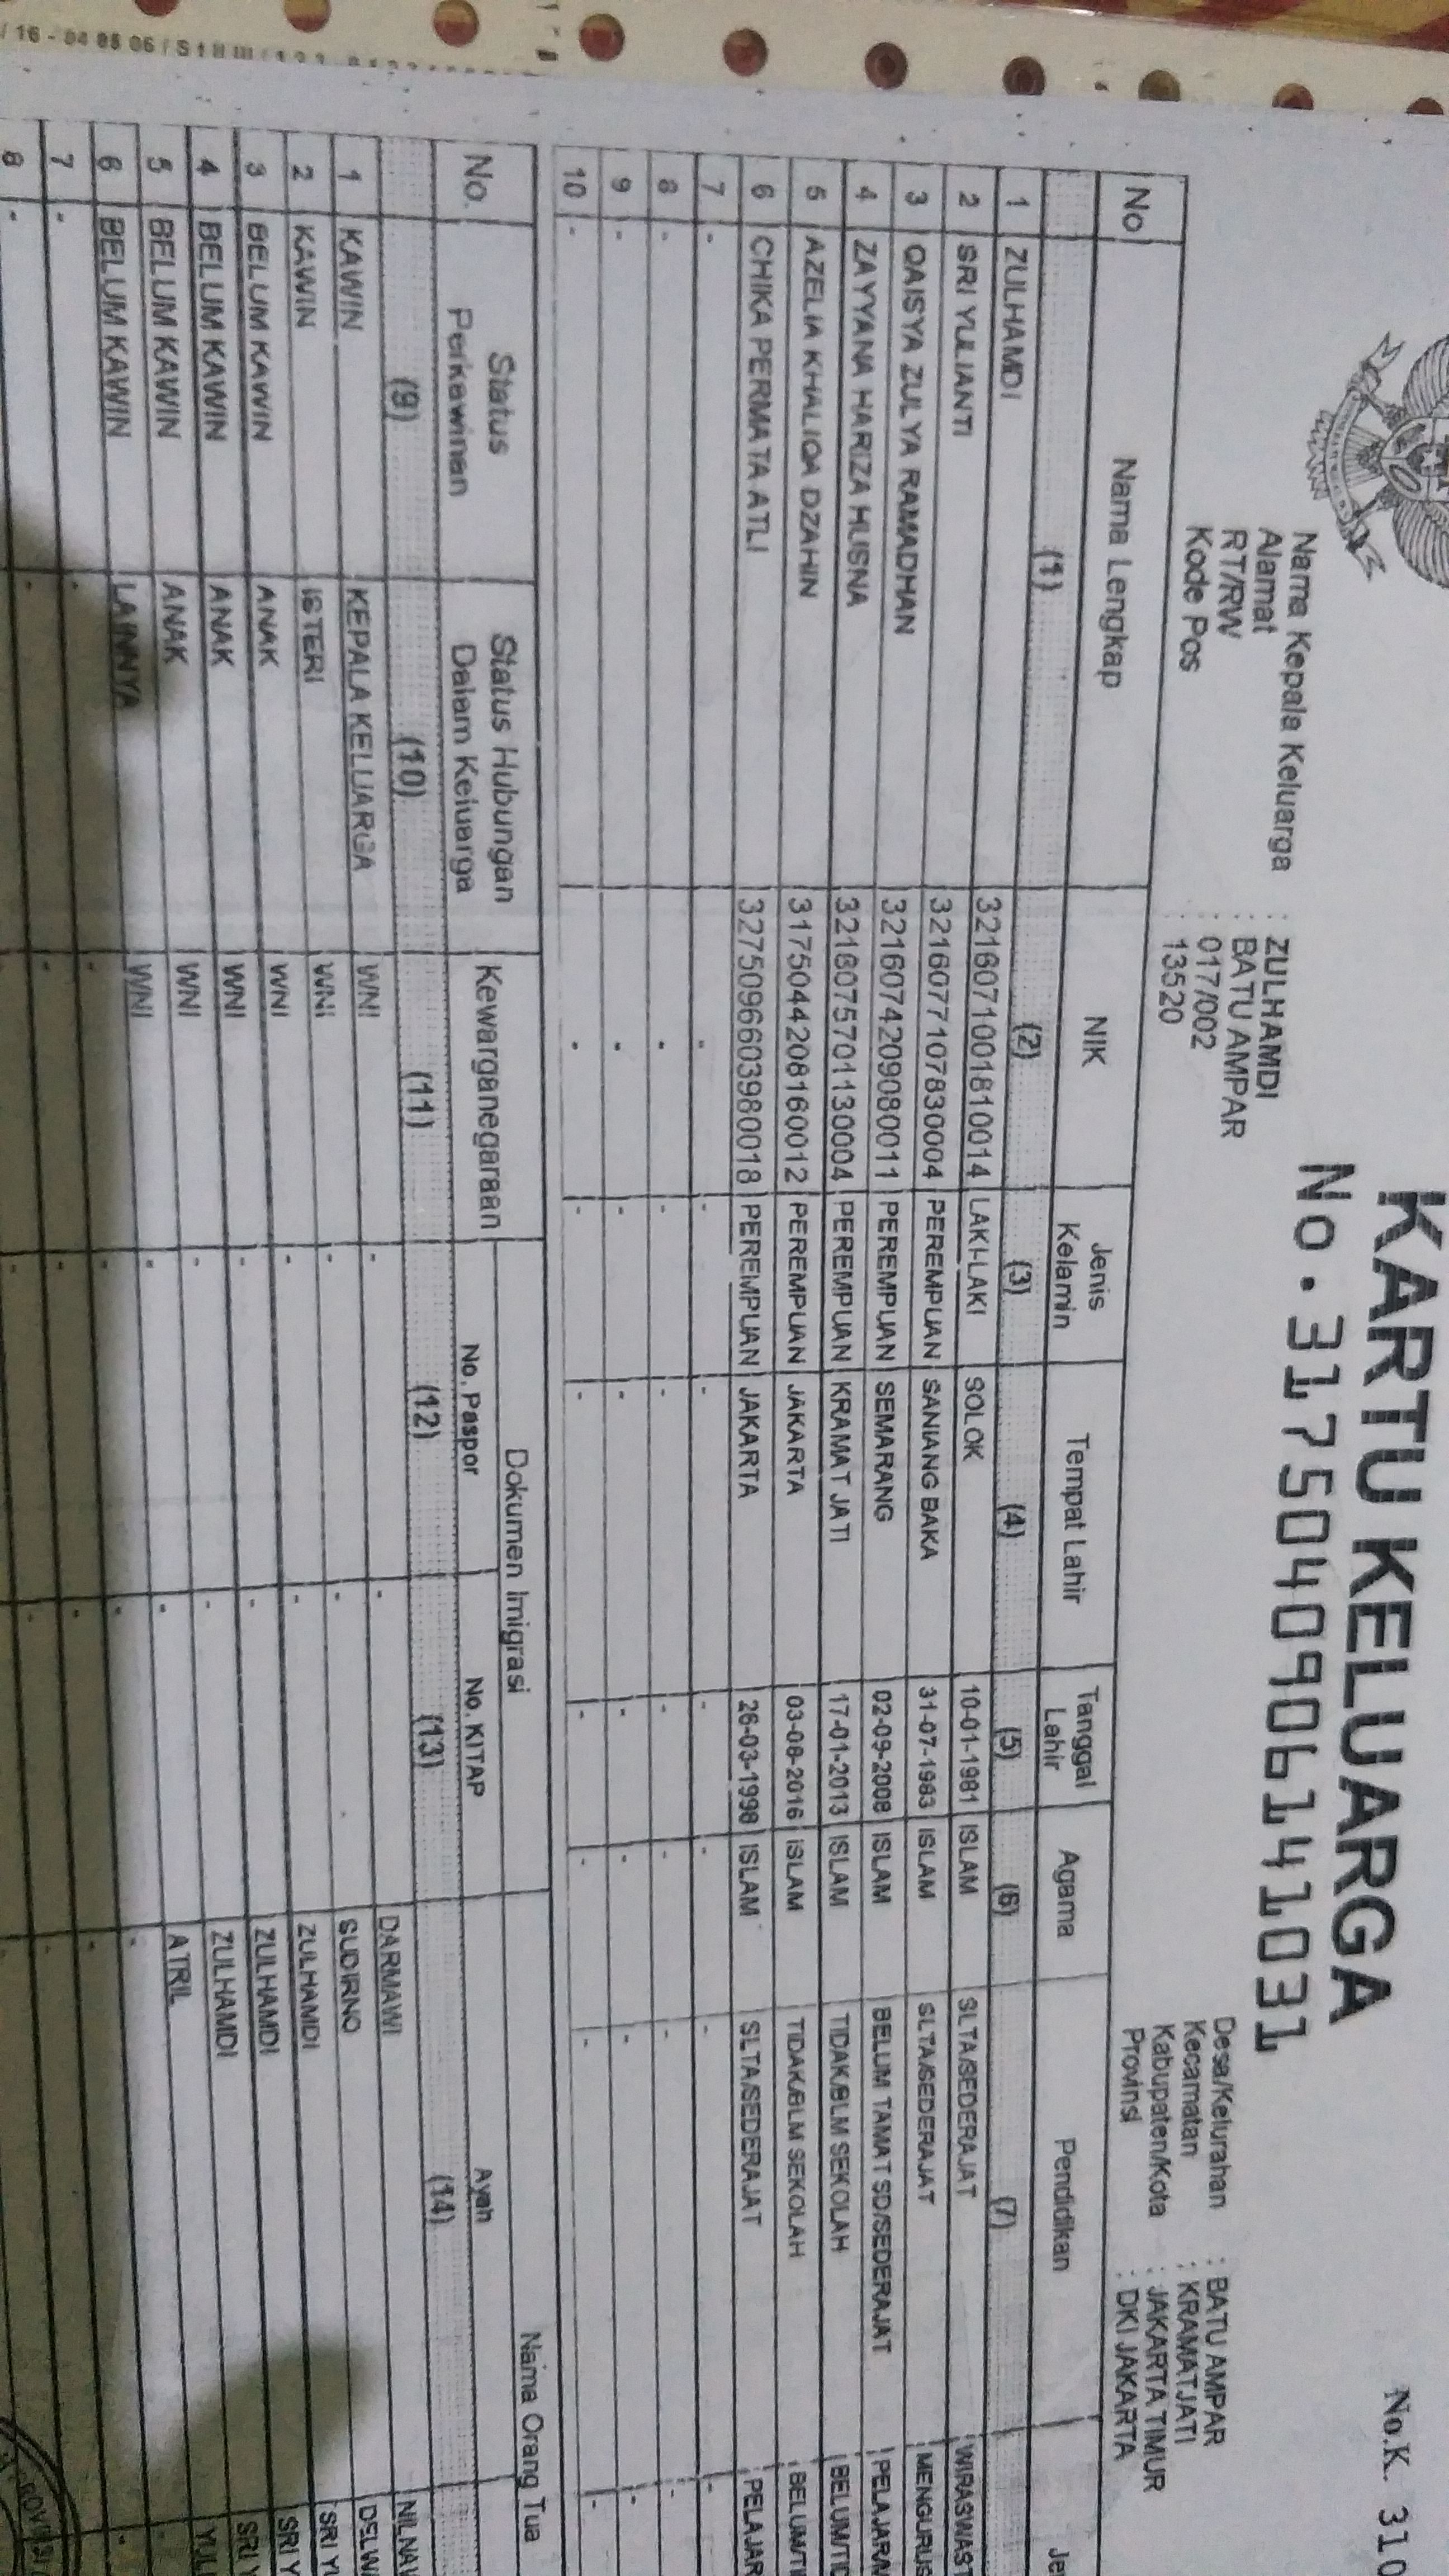 No.K. 310
KARTU KELUARGA
No. 3175040906141031
Nama Kepala Keluarga : ZULHAMDI
Alamat : BATU AMPAR
RT/RW : 017/002
Kode Pos : 13520
Desa/Kelurahan : BATU AMPAR
Kecamatan : KRAMATJATI
Kabupaten/Kota : JAKARTA TIMUR
Provinsi : DKI JAKARTA
No Nama Lengkap NIK Jenis Kelamin Tempat Lahir Tanggal Lahir Agama Pendidikan Je
(1) (2) (3) (4) (5) (6) (7)
1 ZULHAMDI 3216071001810014 LAKI-LAKI SOLOK 10-01-1981 ISLAM SLTA/SEDERAJAT WIRASWAST
2 SRI YULIANTI 3216077107830004 PEREMPUAN SANIANG BAKA 31-07-1983 ISLAM SLTA/SEDERAJAT MENGURUS
3 QAISYA ZULYA RAMADHAN 3216074209080011 PEREMPUAN SEMARANG 02-09-2008 ISLAM BELUM TAMAT SD/SEDERAJAT PELAJAR/M
4 ZAYYANA HARIZA HUSNA 3216075701130004 PEREMPUAN KRAMAT JATI 17-01-2013 ISLAM TIDAK/BLM SEKOLAH BELUM/TID
5 AZELIA KHALIQA DZAHIN 3175044208160012 PEREMPUAN JAKARTA 03-08-2016 ISLAM TIDAK/BLM SEKOLAH BELUM/TI
6 CHIKA PERMATA ATLI 3275096603980018 PEREMPUAN JAKARTA 26-03-1998 ISLAM SLTA/SEDERAJAT PELAJAR
7 - - - - - - - -
8 - - - - - - - -
9 - - - - - - - -
10 - - - - - - - -
No. Status Perkawinan Status Hubungan Dalam Keluarga Kewarganegaraan Dokumen Imigrasi Nama Orang Tua
No. Paspor No. KITAP Ayah
(9) (10) (11) (12) (13) (14)
1 KAWIN KEPALA KELUARGA WNI - - DARMAWI NILNAW
2 KAWIN ISTERI WNI - - SUDIRNO DELWI
3 BELUM KAWIN ANAK WNI - - ZULHAMDI SRI YU
4 BELUM KAWIN ANAK WNI - - ZULHAMDI SRI Y
5 BELUM KAWIN ANAK WNI - - ZULHAMDI SRI Y
6 BELUM KAWIN LAINNYA WNI - - ATRIL YULI
7 - - - - - - -
8 - - - - - -